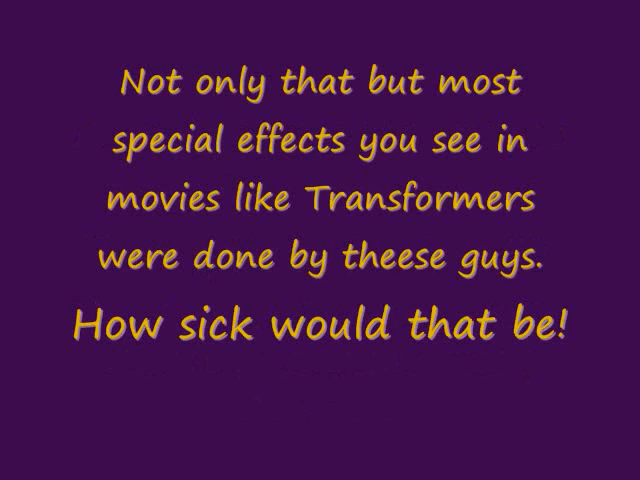 Not only that but most
special effects you see in
movies like Transformers
were done by theese guys.
How sick would that be!